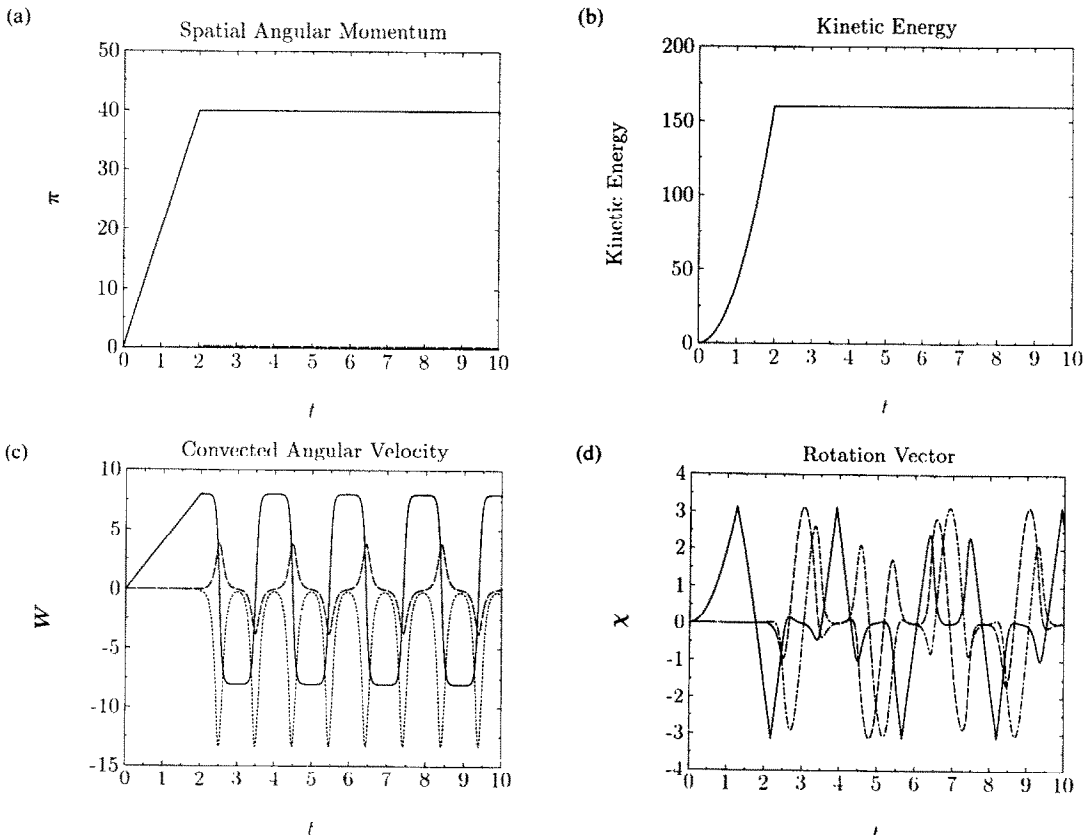 (a)
Spatial Angular Momentum
50
40
30
20
10
0
π
0 1 2 3 4 5 6 7 8 9 10
t
(b)
Kinetic Energy
200
150
100
50
0
Kinetic Energy
0 1 2 3 4 5 6 7 8 9 10
t
(c)
Convected Angular Velocity
10
5
0
-5
-10
-15
W
0 1 2 3 4 5 6 7 8 9 10
t
(d)
Rotation Vector
4
3
2
1
0
-1
-2
-3
-4
χ
0 1 2 3 4 5 6 7 8 9 10
t